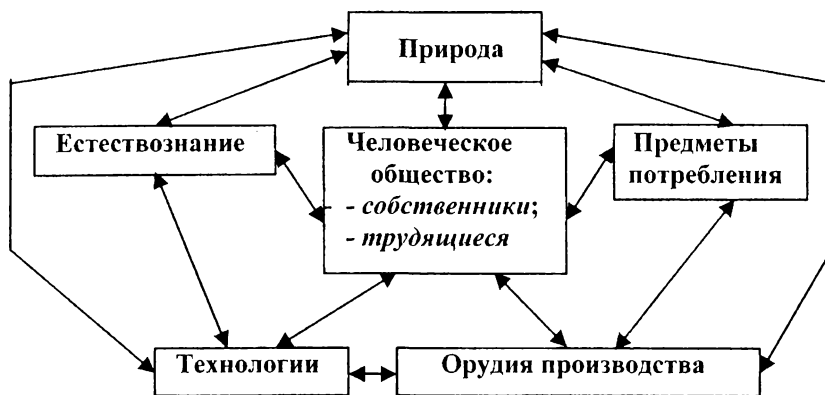 Природа
Естествознание
Человеческое
общество:
- собственники;
- трудящиеся
Предметы
потребления
Технологии
Орудия производства